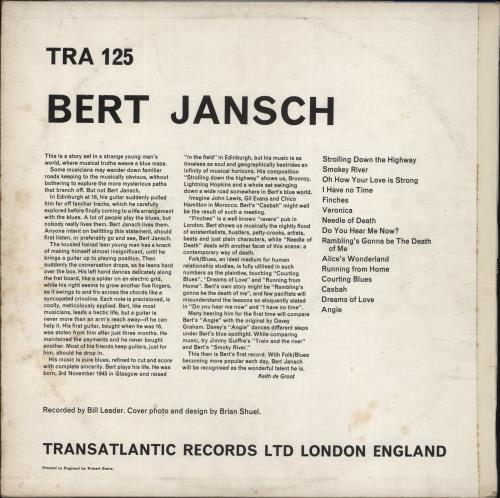 TRA 125
BERT JANSCH
This is a story set in a strange young man's
world, where musical truths weave a blue maze.
Some musicians may wander down familiar
roads keeping to the musically obvious, without
bothering to explore the more mysterious paths
that branch off. But not Bert Jansch.
In Edinburgh at 16, his guitar suddenly pulled
him far off familiar tracks, which he carefully
explored before finally coming to a life arrangement
with the blues. A lot of people play the blues, but
nobody really lives them. Bert Jansch lives them.
Anyone intent on belittling this statement, should
first listen, or preferably go and see, Bert Jansch.
The tousled haired lean young man has a knack
of making himself almost insignificant, until he
brings a guitar up to playing position. Then
suddenly the conversation drops, as he leans hard
over the box. His left hand dances delicately along
the fret board, like a spider on an electric grid,
while his right seems to grow another five fingers,
as it swings to and fro across the chords like a
syncopated crinoline. Each note is precisioned, is
coolly, meticulously applied. Bert, like most
musicians, leads a hectic life, but a guitar is
never more than an arm's reach away—if he can
help it. His first guitar, bought when he was 16,
was stolen from him after just three months. He
maintained the payments and he never bought
another. Most of his friends keep guitars, just for
him, should he drop in.
His music is pure blues, refined to cut and score
with complete sincerity. Bert plays his life. He was
born, 3rd November 1943 in Glasgow and raised
"in the field" in Edinburgh, but his music is as
timeless as soul and geographically bestrides an
infinity of musical horizons. His composition
"Strolling down the highway" shows us, Broonzy,
Lightning Hopkins and a whole set swinging
down a wide road somewhere in Bert's blue world.
Imagine John Lewis, Gil Evans and Chico
Hamilton in Morocco. Bert's "Casbah" might well
be the result of such a meeting.
"Finches" is a well known "ravers" pub in
London. Bert shows us musically the nightly flood
of existentialists, hustlers, petty-crooks, artists,
beats and just plain characters, while "Needle of
Death" deals with another facet of this scene: a
contemporary way of death.
Folk/Blues, an ideal medium for human
relationship studies, is fully utilised in such
numbers as the plaintive, touching "Courting
Blues", "Dreams of Love" and "Running from
Home". Bert's own story might be "Rambling's
gonna be the death of me", and few pacifists will
misunderstand the lessons so eloquently stated
in "Do you hear me now" and "I have no time".
Many hearing him for the first time will compare
Bert's "Angie" with the original by Davey
Graham. Davey's "Angie" dances different steps
under Bert's blue spotlight. While comparing
music, try Jimmy Guiffre's "Train and the river"
and Bert's "Smoky River."
This then is Bert's first record. With Folk/Blues
becoming more popular each day, Bert Jansch
will be recognised as the wonderful talent he is.
Keith de Groot
Strolling Down the Highway
Smokey River
Oh How Your Love is Strong
I Have no Time
Finches
Veronica
Needle of Death
Do You Hear Me Now?
Rambling's Gonna be The Death
of Me
Alice's Wonderland
Running from Home
Courting Blues
Casbah
Dreams of Love
Angie
Recorded by Bill Leader. Cover photo and design by Brian Shuel.
TRANSATLANTIC RECORDS LTD LONDON ENGLAND
Printed in England by Robert Stace.